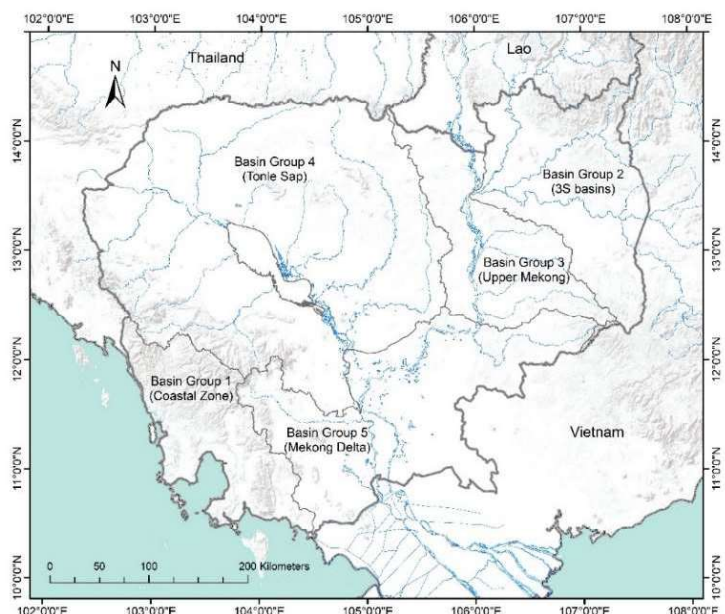 102°0'0"E 103°0'0"E 104°0'0"E 105°0'0"E 106°0'0"E 107°0'0"E 108°0'0"E
Thailand
Lao
N
14°0'0"N
14°0'0"N
Basin Group 4
(Tonle Sap)
Basin Group 2
(3S basins)
13°0'0"N
13°0'0"N
Basin Group 3
(Upper Mekong)
12°0'0"N
12°0'0"N
Basin Group 1
(Coastal Zone)
Basin Group 5
(Mekong Delta)
Vietnam
11°0'0"N
11°0'0"N
0 50 100 200 Kilometers
10°0'0"N
10°0'0"N
102°0'0"E 103°0'0"E 104°0'0"E 105°0'0"E 106°0'0"E 107°0'0"E 108°0'0"E